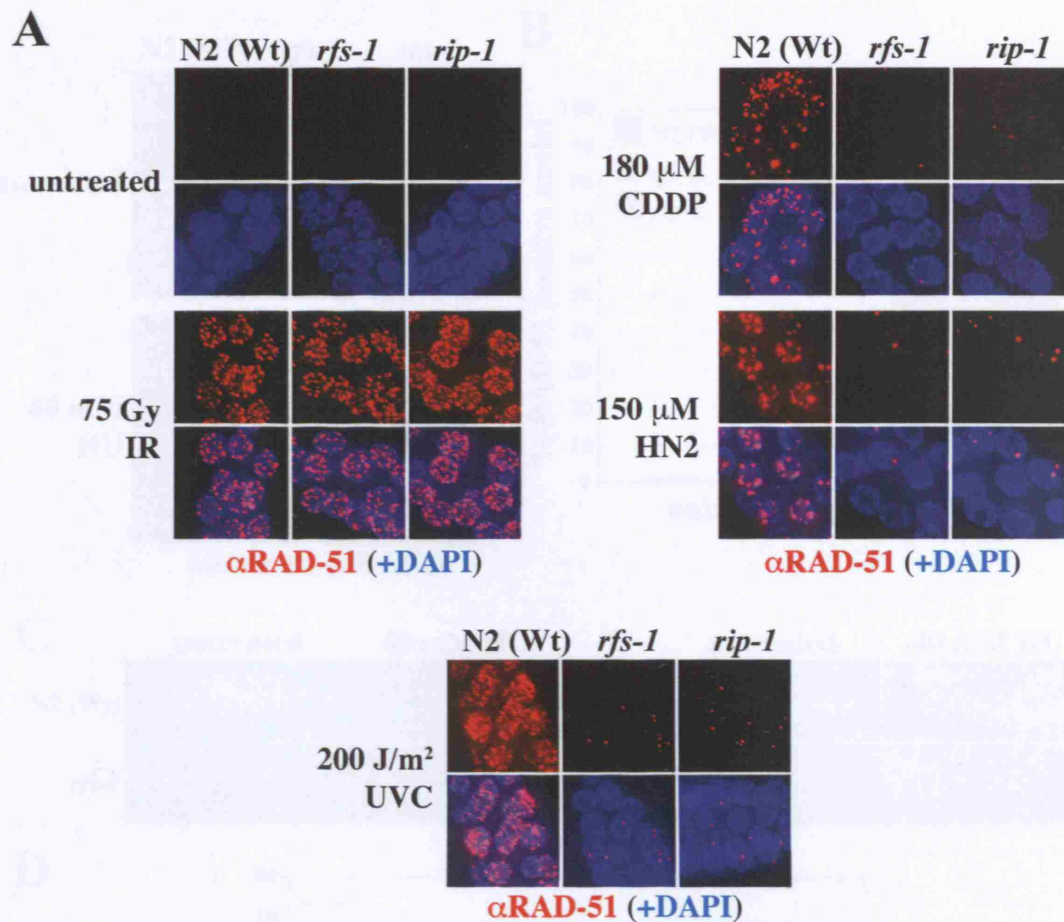 A
N2 (Wt) rfs-1 rip-1
untreated
75 Gy
IR
αRAD-51 (+DAPI)
N2 (Wt) rfs-1 rip-1
180 µM
CDDP
150 µM
HN2
αRAD-51 (+DAPI)
N2 (Wt) rfs-1 rip-1
200 J/m²
UVC
αRAD-51 (+DAPI)